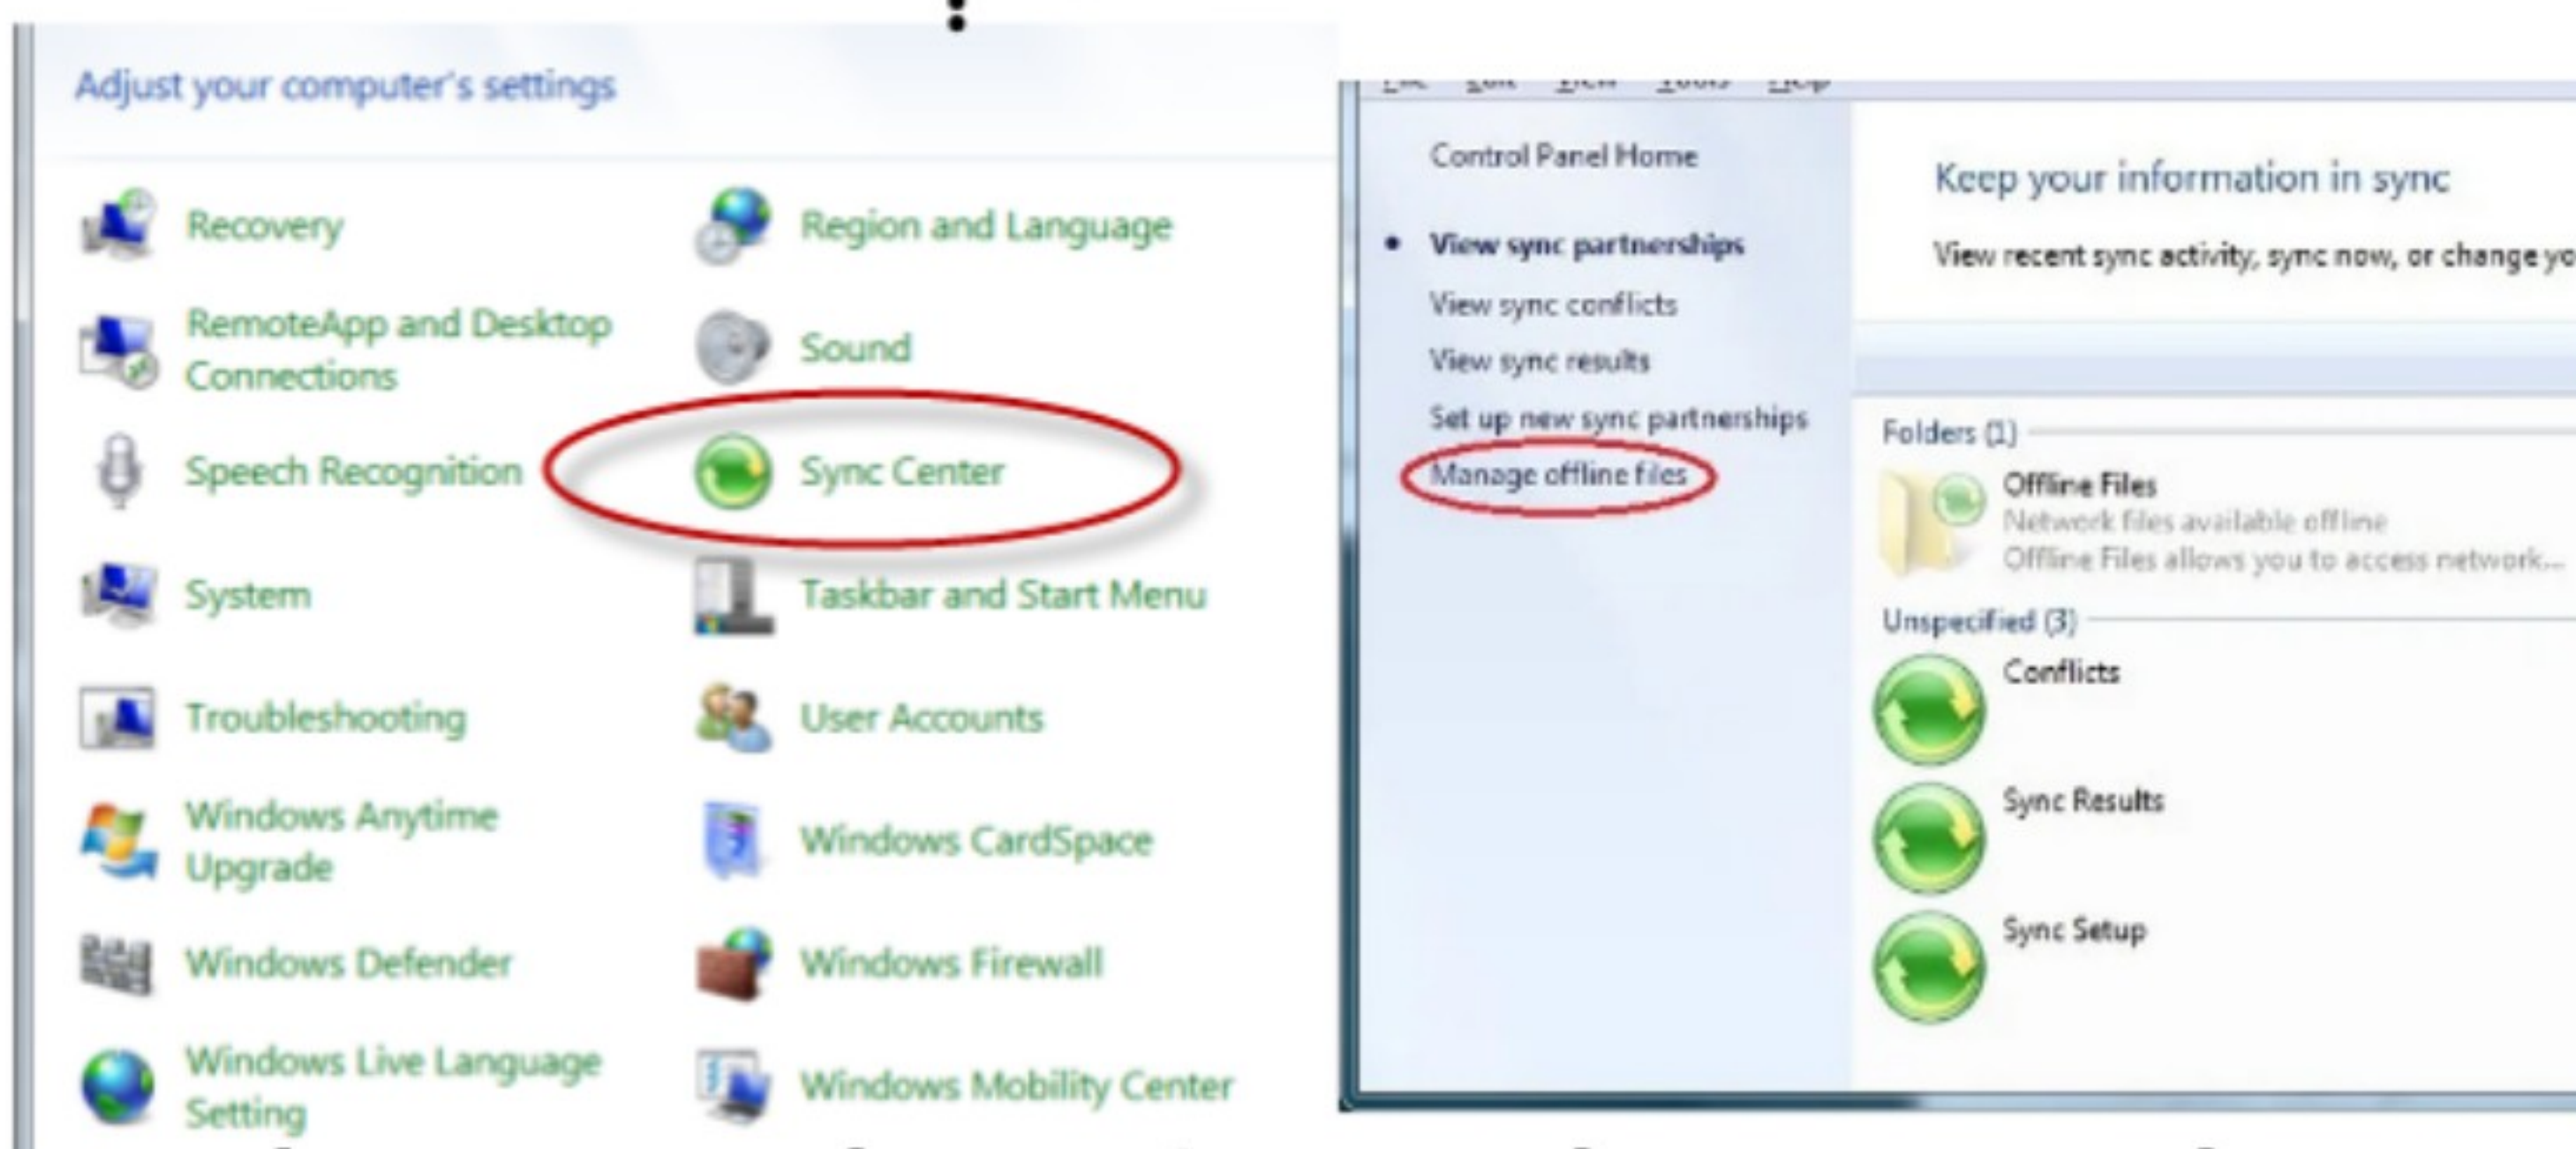 Adjust your computer's settings
Recovery
Region and Language
RemoteApp and Desktop
Connections
Sound
Speech Recognition
Sync Center
System
Taskbar and Start Menu
Troubleshooting
User Accounts
Windows Anytime
Upgrade
Windows CardSpace
Windows Defender
Windows Firewall
Windows Live Language
Setting
Windows Mobility Center
File Edit View Tools Help
Control Panel Home
View sync partnerships
View sync conflicts
View sync results
Set up new sync partnerships
Manage offline files
Keep your information in sync
View recent sync activity, sync now, or change yo
Folders (1)
Offline Files
Network files available offline
Offline Files allows you to access network...
Unspecified (3)
Conflicts
Sync Results
Sync Setup